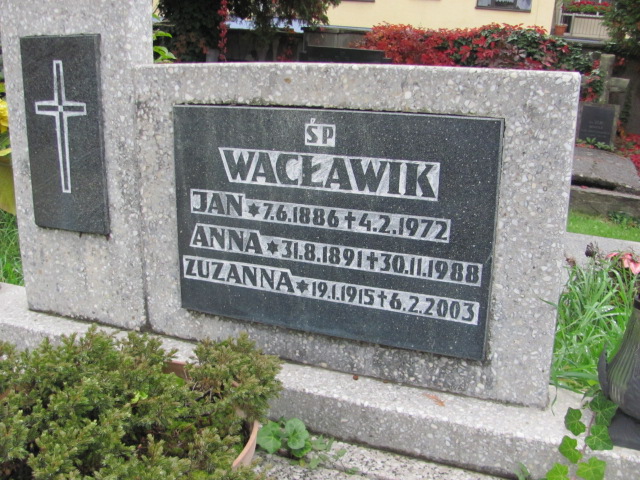 ŚP
WACŁAWIK
JAN *7.6.1886+4.2.1972
ANNA *31.8.1891+30.11.1988
ZUZANNA *19.1.1915+6.2.2003